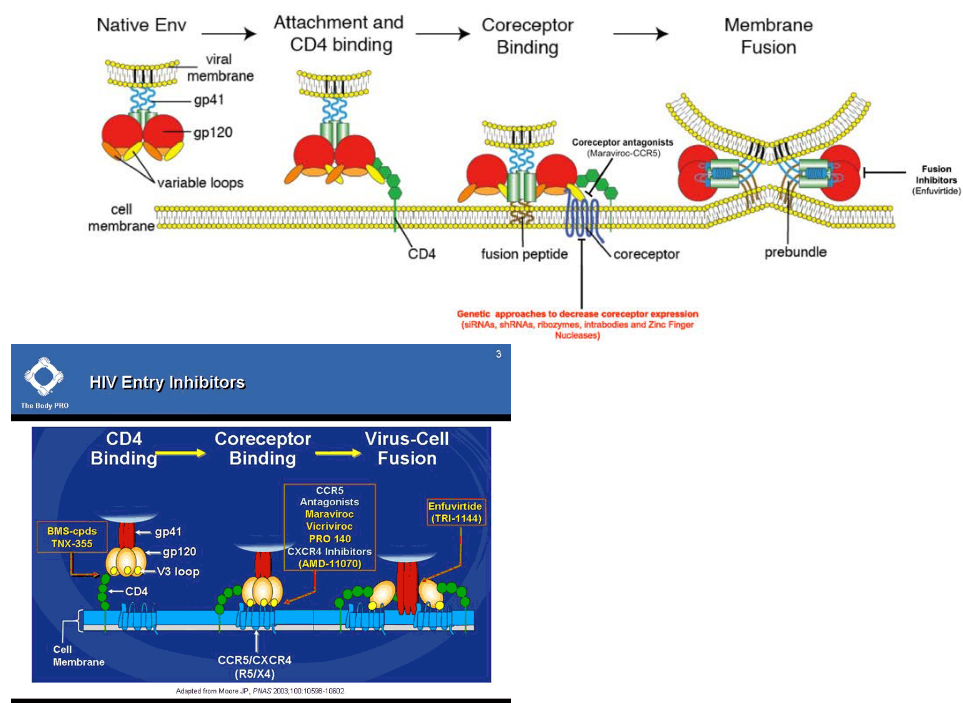 Native Env
Attachment and
CD4 binding
Coreceptor
Binding
Membrane
Fusion
viral
membrane
gp41
gp120
variable loops
Coreceptor antagonists
(Maraviroc-CCR5)
Fusion
Inhibitors
(Enfuvirtide)
cell
membrane
CD4
fusion peptide
coreceptor
prebundle
Genetic approaches to decrease coreceptor expression
(siRNAs, shRNAs, ribozymes, intrabodies and Zinc Finger
Nucleases)
3
HIV Entry Inhibitors
The Body PRO
CD4
Binding
Coreceptor
Binding
Virus-Cell
Fusion
CCR5
Antagonists
Maraviroc
Vicriviroc
PRO 140
CXCR4 Inhibitors
(AMD-11070)
Enfuvirtide
(TRI-1144)
BMS-cpds
TNX-355
gp41
gp120
V3 loop
CD4
Cell
Membrane
CCR5/CXCR4
(R5/X4)
Adapted from Moore JP, PNAS 2003;100:10598-10602.